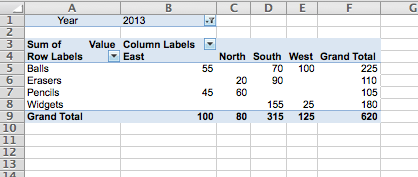 A B C D E F G
1 Year 2013
2
3 Sum of Value Column Labels
4 Row Labels East North South West Grand Total
5 Balls 55 70 100 225
6 Erasers 20 90 110
7 Pencils 45 60 105
8 Widgets 155 25 180
9 Grand Total 100 80 315 125 620
10
11
12
13